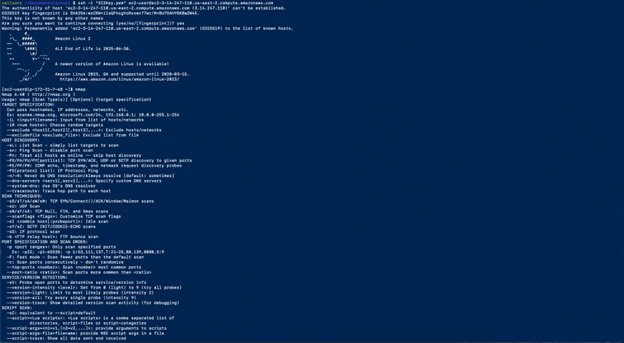 ssh -i "EC2Key.pem" ec2-user@ec2-3-14-247-110.us-east-2.compute.amazonaws.com
The authenticity of host 'ec2-3-14-247-110.us-east-2.compute.amazonaws.com (3.14.247.110)' can't be established.
ED25519 key fingerprint is
This key is not known by any other names
Are you sure you want to continue connecting (yes/no/[fingerprint])? yes
Warning: Permanently added 'ec2-3-14-247-110.us-east-2.compute.amazonaws.com' (ED25519) to the list of known hosts.
Amazon Linux 2
AL2 End of Life is 2025-06-30.
A newer version of Amazon Linux is available!
Amazon Linux 2023, GA and supported until 2028-03-15.
https://aws.amazon.com/linux/amazon-linux-2023/
[ec2-user@ip-172-31-7-68 ~]$ nmap
Nmap 6.40 ( http://nmap.org )
Usage: nmap [Scan Type(s)] [Options] {target specification}
TARGET SPECIFICATION:
Can pass hostnames, IP addresses, networks, etc.
Ex: scanme.nmap.org, microsoft.com/24, 192.168.0.1; 10.0.0-255.1-254
-iL <inputfilename>: Input from list of hosts/networks
-iR <num hosts>: Choose random targets
--exclude <host1[,host2][,host3],...>: Exclude hosts/networks
--excludefile <exclude_file>: Exclude list from file
HOST DISCOVERY:
-sL: List Scan - simply list targets to scan
-sn: Ping Scan - disable port scan
-Pn: Treat all hosts as online -- skip host discovery
-PS/PA/PU/PY[portlist]: TCP SYN/ACK, UDP or SCTP discovery to given ports
-PE/PP/PM: ICMP echo, timestamp, and netmask request discovery probes
-PO[protocol list]: IP Protocol Ping
-n/-R: Never do DNS resolution/Always resolve [default: sometimes]
--dns-servers <serv1[,serv2],...>: Specify custom DNS servers
--system-dns: Use OS's DNS resolver
--traceroute: Trace hop path to each host
SCAN TECHNIQUES:
-sS/sT/sA/sW/sM: TCP SYN/Connect()/ACK/Window/Maimon scans
-sU: UDP Scan
-sN/sF/sX: TCP Null, FIN, and Xmas scans
--scanflags <flags>: Customize TCP scan flags
-sI <zombie host[:probeport]>: Idle scan
-sY/sZ: SCTP INIT/COOKIE-ECHO scans
-sO: IP protocol scan
-b <FTP relay host>: FTP bounce scan
PORT SPECIFICATION AND SCAN ORDER:
-p <port ranges>: Only scan specified ports
Ex: -p22; -p1-65535; -p U:53,111,137,T:21-25,80,139,8080,S:9
-F: Fast mode - Scan fewer ports than the default scan
-r: Scan ports consecutively - don't randomize
--top-ports <number>: Scan <number> most common ports
--port-ratio <ratio>: Scan ports more common than <ratio>
SERVICE/VERSION DETECTION:
-sV: Probe open ports to determine service/version info
--version-intensity <level>: Set from 0 (light) to 9 (try all probes)
--version-light: Limit to most likely probes (intensity 2)
--version-all: Try every single probe (intensity 9)
--version-trace: Show detailed version scan activity (for debugging)
SCRIPT SCAN:
-sC: equivalent to --script=default
--script=<Lua scripts>: <Lua scripts> is a comma separated list of
directories, script-files or script-categories
--script-args=<n1=v1,[n2=v2,...]>: provide arguments to scripts
--script-args-file=filename: provide NSE script args in a file
--script-trace: Show all data sent and received